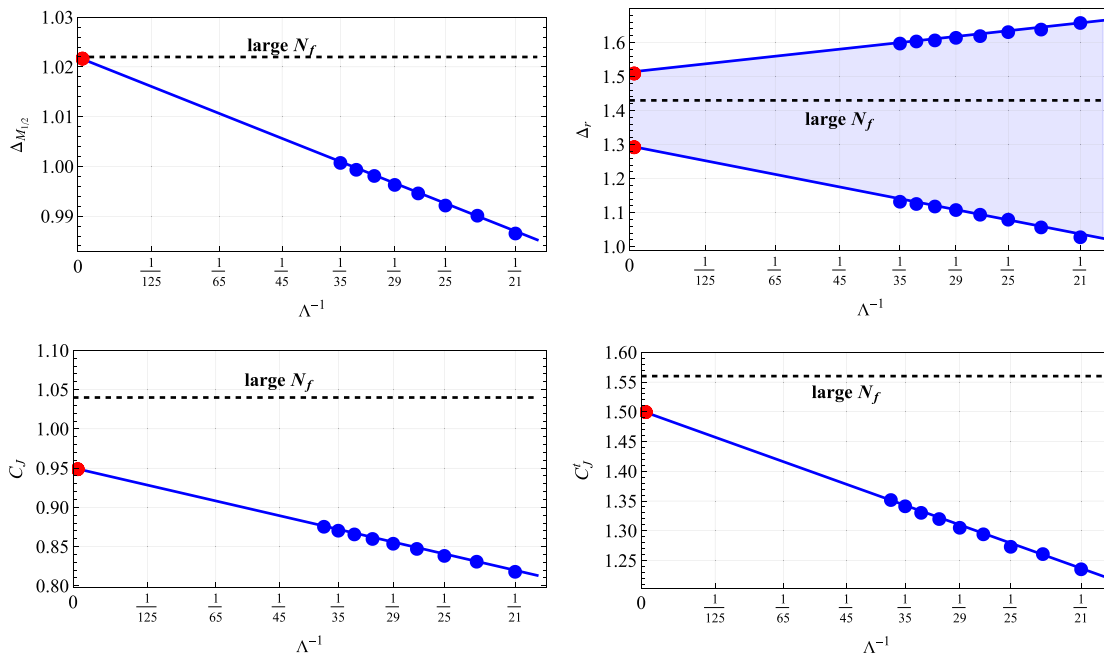 1.03
1.02
1.01
1.00
0.99
Δ_{M_{1/2}}
large N_f
0 1/125 1/65 1/45 1/35 1/29 1/25 1/21
Λ^{-1}
1.6
1.5
1.4
1.3
1.2
1.1
1.0
Δ_r
large N_f
0 1/125 1/65 1/45 1/35 1/29 1/25 1/21
Λ^{-1}
1.10
1.05
1.00
0.95
0.90
0.85
0.80
C_J
large N_f
0 1/125 1/65 1/45 1/35 1/29 1/25 1/21
Λ^{-1}
1.60
1.55
1.50
1.45
1.40
1.35
1.30
1.25
C_J^t
large N_f
0 1/125 1/65 1/45 1/35 1/29 1/25 1/21
Λ^{-1}